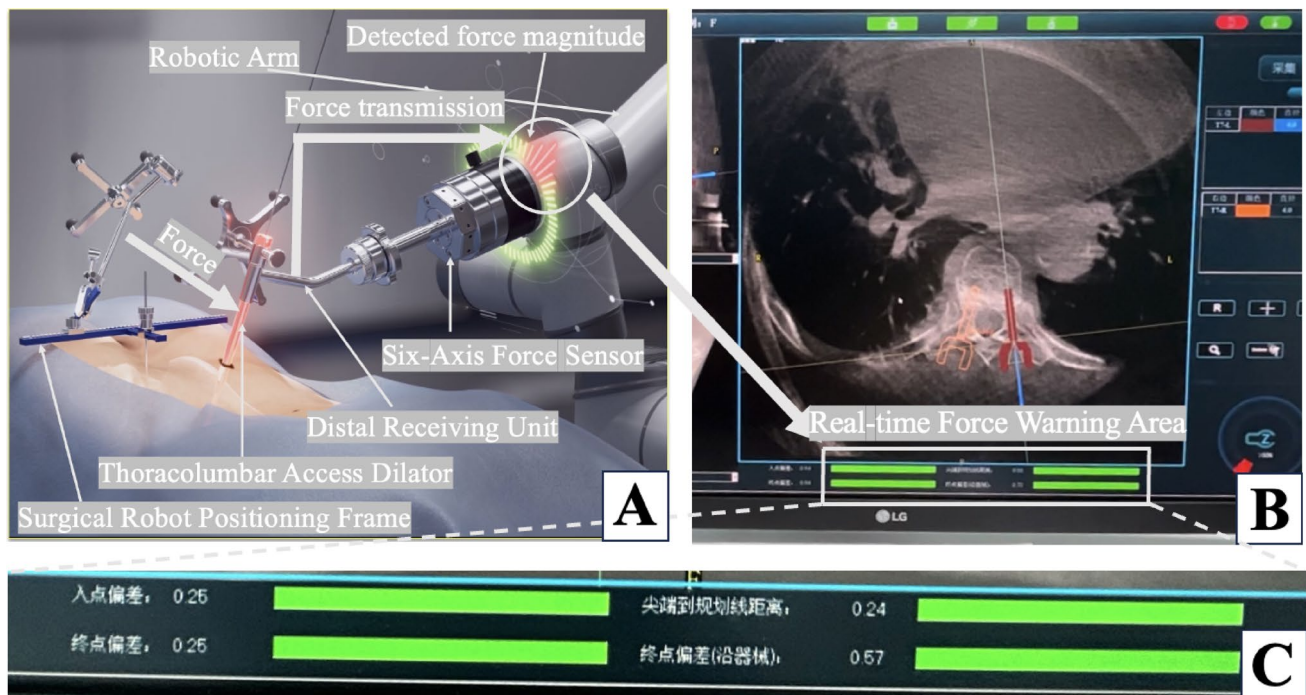 Detected force magnitude
Robotic Arm
Force transmission
Force
Six-Axis Force Sensor
Distal Receiving Unit
Thoracolumbar Access Dilator
Surgical Robot Positioning Frame
A
F
采集
R
L
Real-time Force Warning Area
LG
B
入点偏差: 0.25
尖端到规划线距离: 0.24
终点偏差: 0.25
终点偏差(沿器械): 0.57
C